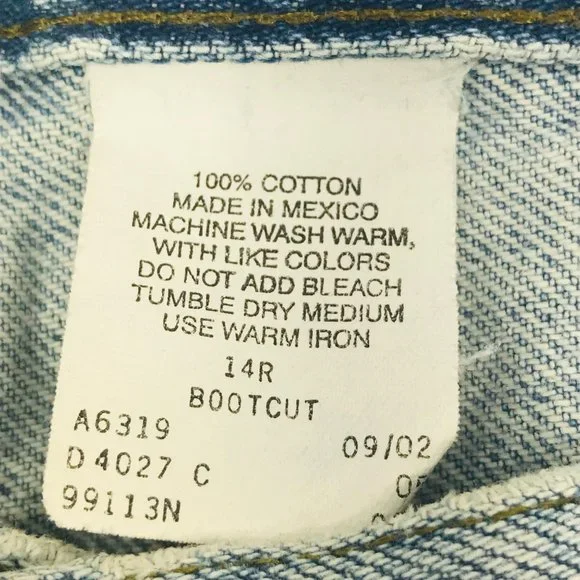 100% COTTON
MADE IN MEXICO
MACHINE WASH WARM,
WITH LIKE COLORS
DO NOT ADD BLEACH
TUMBLE DRY MEDIUM
USE WARM IRON
14R
BOOTCUT
A6319 09/02
D4027 C
99113N